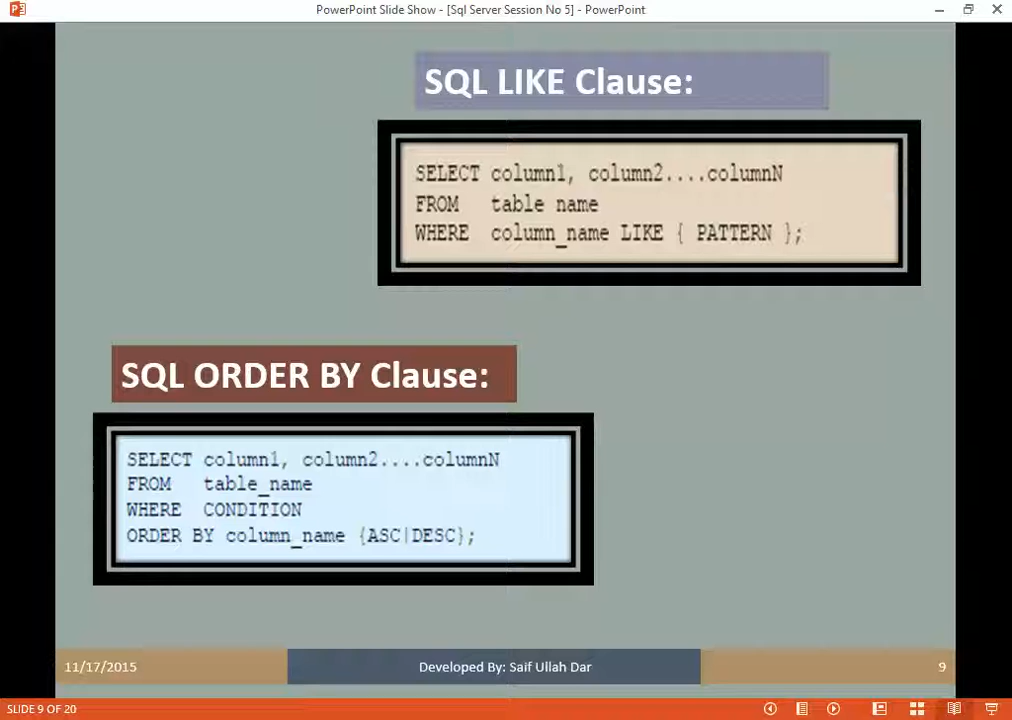 PowerPoint Slide Show - [Sql Server Session No 5] - PowerPoint
SQL LIKE Clause:
SELECT column1, column2....columnN
FROM table name
WHERE column_name LIKE { PATTERN };
SQL ORDER BY Clause:
SELECT column1, column2....columnN
FROM table_name
WHERE CONDITION
ORDER BY column_name {ASC|DESC};
11/17/2015
Developed By: Saif Ullah Dar
9
SLIDE 9 OF 20